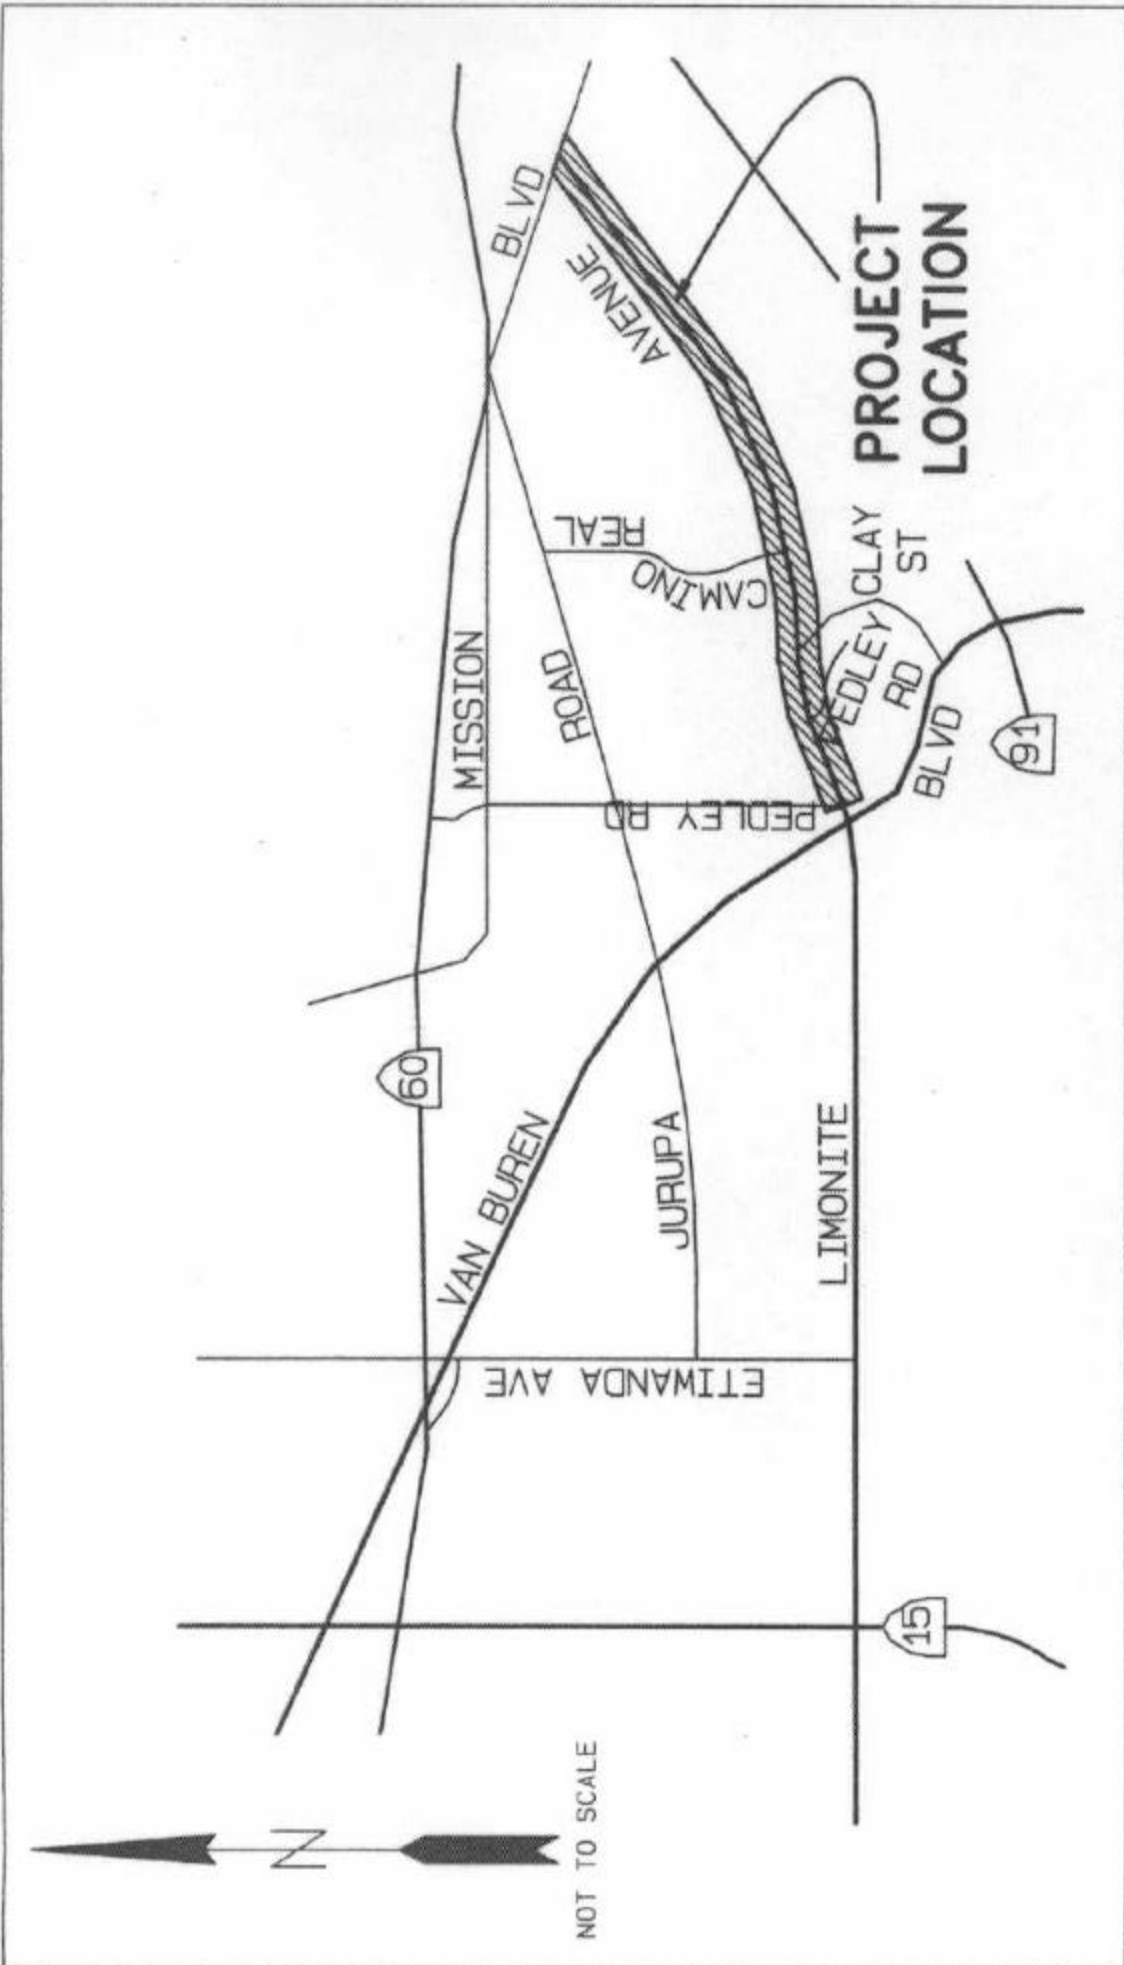 NOT TO SCALE
N
15
ETIWANDA AVE
VAN BUREN
60
JURUPA
LIMONITE
PEDLEY RD
MISSION
ROAD
BLVD
91
PEDLEY
RD
CLAY
ST
CAMINO
REAL
AVENUE
BLVD
PROJECT
LOCATION